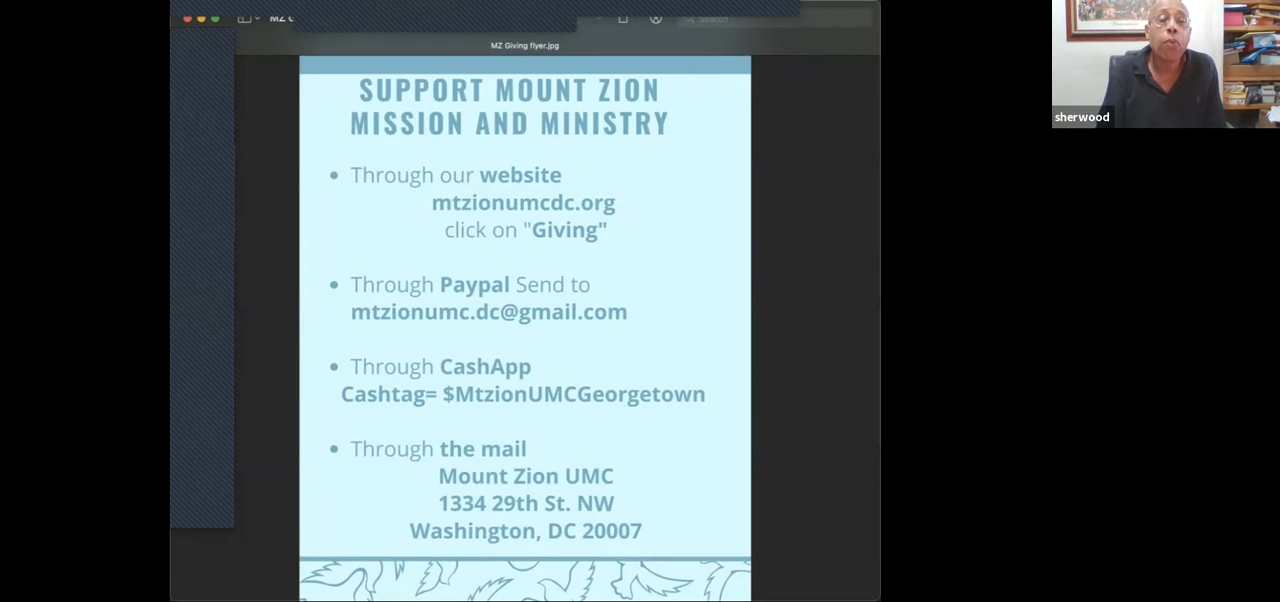 MZ G
Search
MZ Giving flyer.jpg
SUPPORT MOUNT ZION
MISSION AND MINISTRY
• Through our website
mtzionumcdc.org
click on "Giving"
• Through Paypal Send to
mtzionumc.dc@gmail.com
• Through CashApp
Cashtag= $MtzionUMCGeorgetown
• Through the mail
Mount Zion UMC
1334 29th St. NW
Washington, DC 20007
sherwood